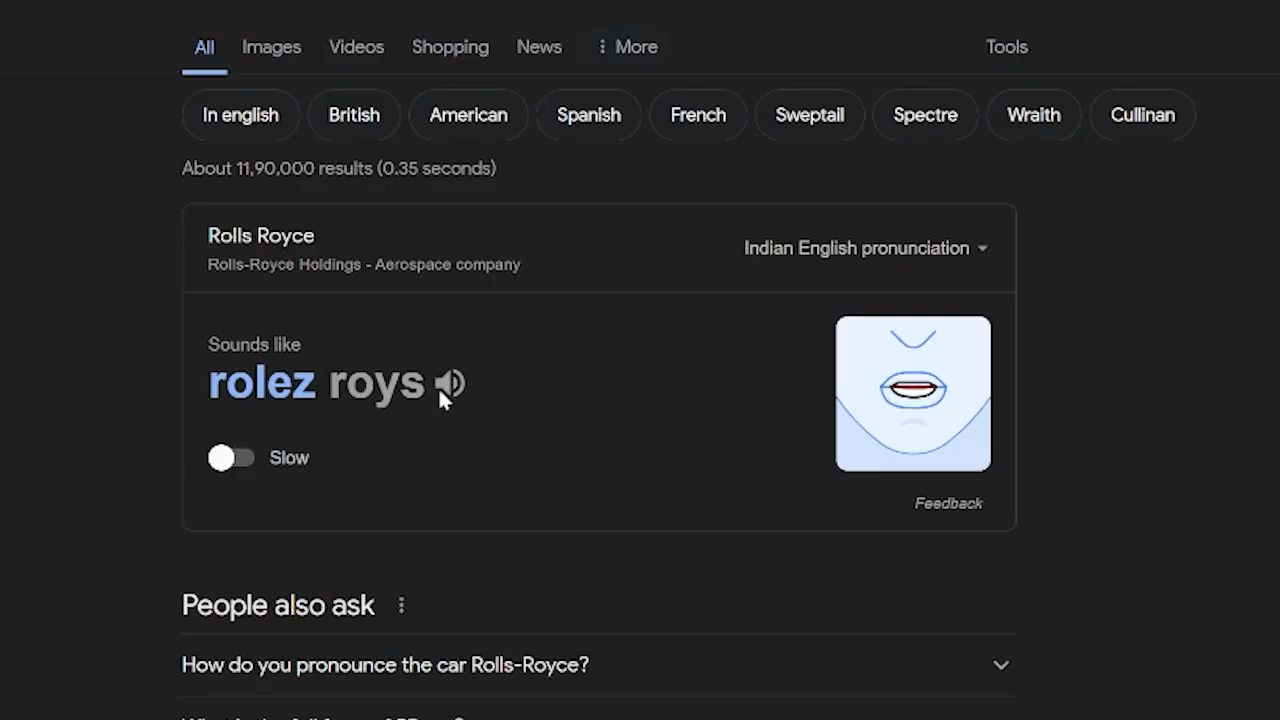 All Images Videos Shopping News More Tools
In english British American Spanish French Sweptail Spectre Wraith Cullinan
About 11,90,000 results (0.35 seconds)
Rolls Royce
Rolls-Royce Holdings - Aerospace company
Indian English pronunciation
Sounds like
rolez roys
Slow
Feedback
People also ask
How do you pronounce the car Rolls-Royce?